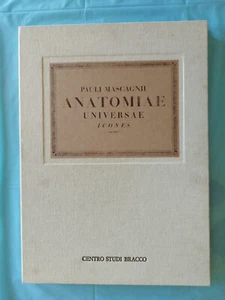 PAULI MASCAGNII
ANATOMIAE
UNIVERSAE
ICONES
CENTRO STUDI BRACCO